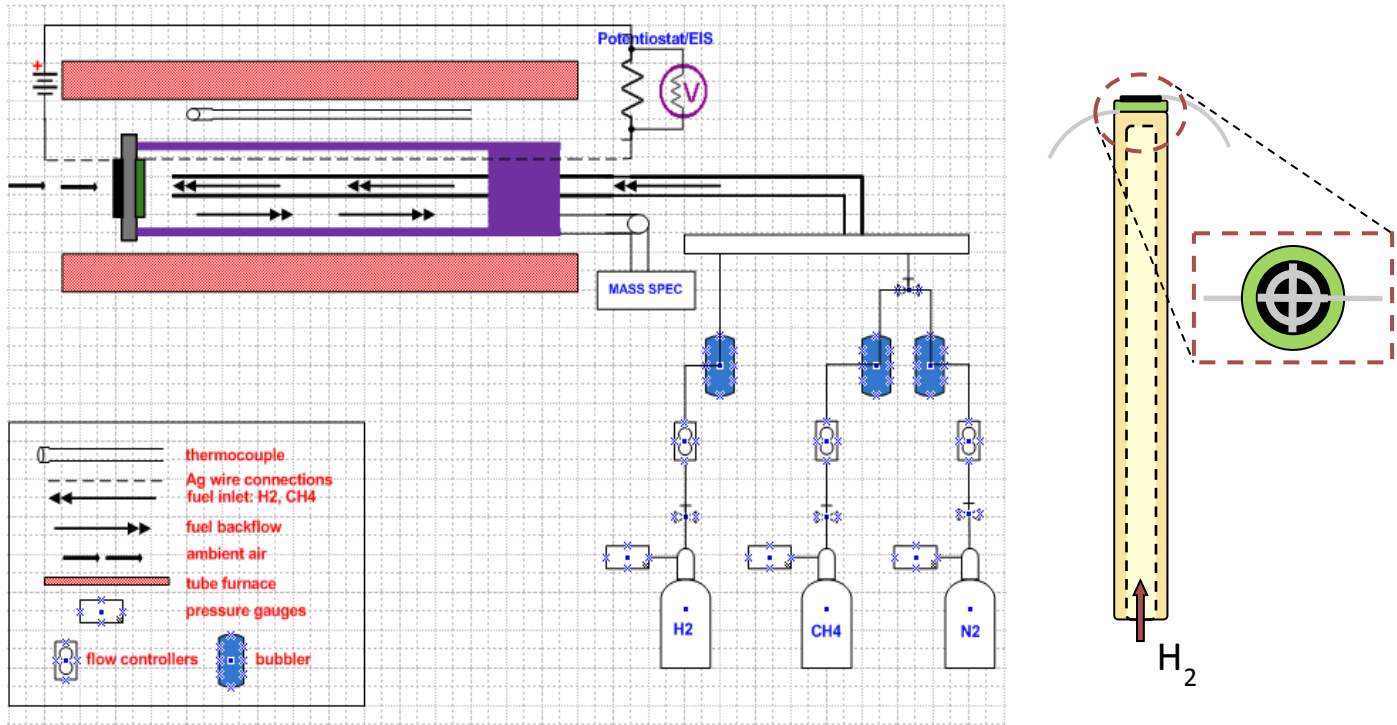 Potentiostat/EIS
+
V
MASS SPEC
thermocouple
Ag wire connections
fuel inlet: H2, CH4
fuel backflow
ambient air
tube furnace
pressure gauges
flow controllers
bubbler
H2
CH4
N2
H2